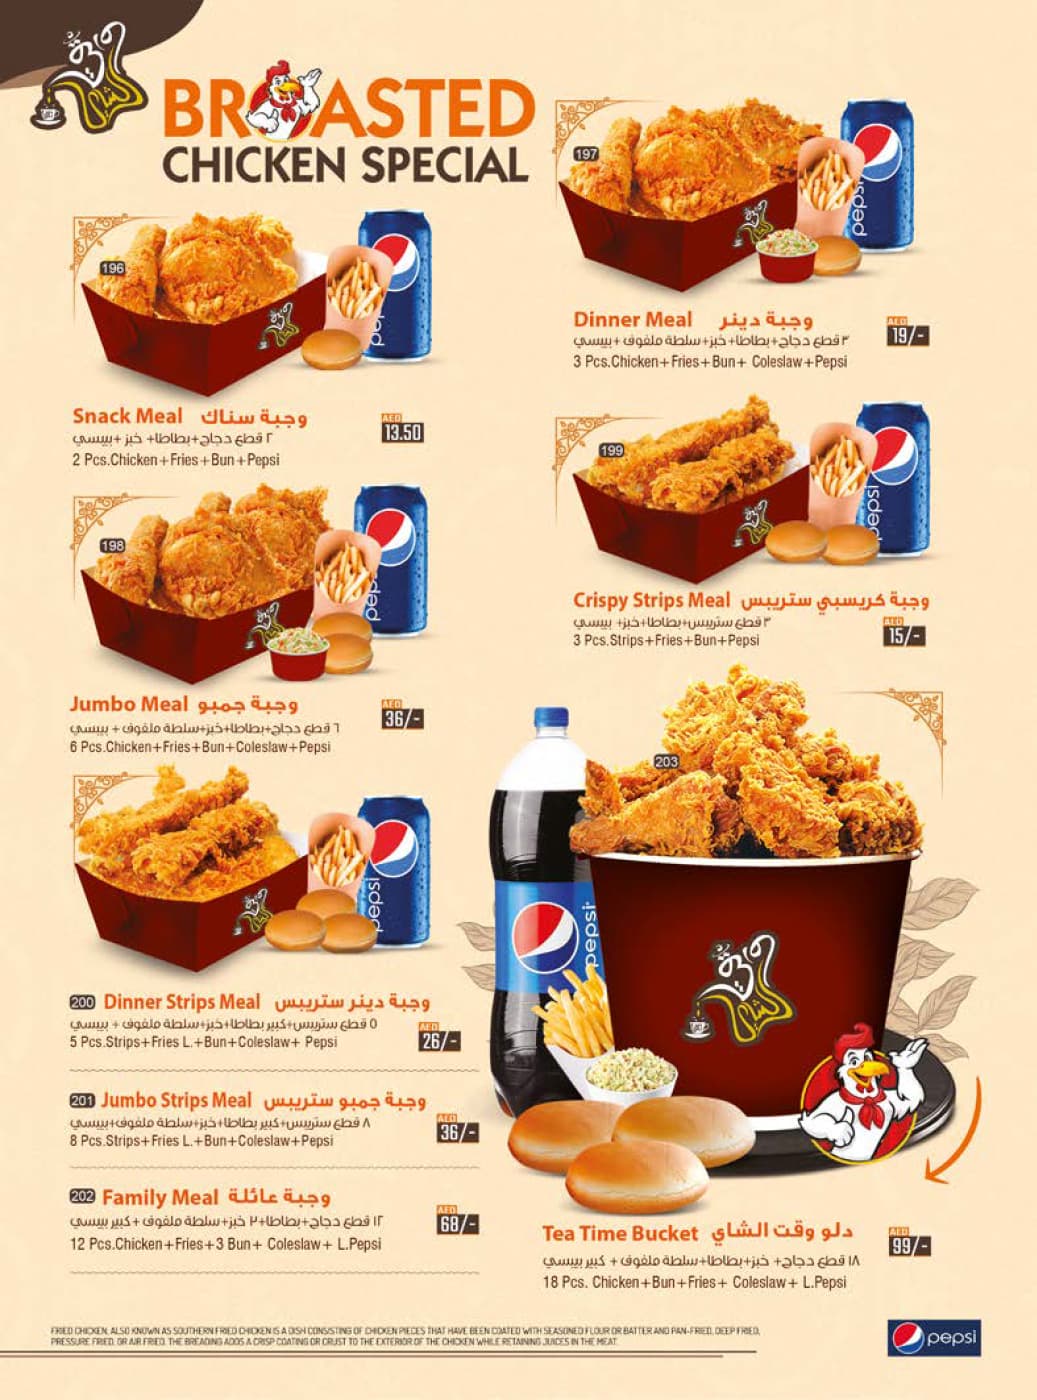 BROASTED
CHICKEN SPECIAL
196
pepsi
Snack Meal وجبة سناك
AED
13.50
٢ قطع دجاج+بطاطا+ خبز +بيبسي
2 Pcs.Chicken+Fries+Bun+Pepsi
197
pepsi
Dinner Meal وجبة دينر
AED
19/-
٣ قطع دجاج+بطاطا+خبز+سلطة ملفوف +بيبسي
3 Pcs.Chicken+Fries+Bun+ Coleslaw+Pepsi
198
pepsi
Jumbo Meal وجبة جمبو
AED
36/-
٦ قطع دجاج+بطاطا+خبز+سلطة ملفوف + بيبسي
6 Pcs.Chicken+Fries+Bun+Coleslaw+Pepsi
199
pepsi
Crispy Strips Meal وجبة كريسبي ستريبس
AED
15/-
٣ قطع ستريبس+بطاطا+خبز+ بيبسي
3 Pcs.Strips+Fries+Bun+Pepsi
pepsi
200 Dinner Strips Meal وجبة دينر ستريبس
AED
26/-
٥ قطع ستريبس+كبير بطاطا+خبز+سلطة ملفوف + بيبسي
5 Pcs.Strips+Fries L.+Bun+Coleslaw+ Pepsi
201 Jumbo Strips Meal وجبة جمبو ستريبس
AED
36/-
٨ قطع ستريبس+كبير بطاطا+خبز+سلطة ملفوف+بيبسي
8 Pcs.Strips+Fries L.+Bun+Coleslaw+Pepsi
202 Family Meal وجبة عائلة
AED
68/-
١٢ قطع دجاج+بطاطا+٣ خبز+سلطة ملفوف + كبير بيبسي
12 Pcs.Chicken+Fries+3 Bun+ Coleslaw+ L.Pepsi
203
pepsi
Tea Time Bucket دلو وقت الشاي
AED
99/-
١٨ قطع دجاج+ خبز+بطاطا+سلطة ملفوف + كبير بيبسي
18 Pcs. Chicken+Bun+Fries+ Coleslaw+ L.Pepsi
FRIED CHICKEN, ALSO KNOWN AS SOUTHERN FRIED CHICKEN IS A DISH CONSISTING OF CHICKEN PIECES THAT HAVE BEEN COATED WITH SEASONED FLOUR OR BATTER AND PAN-FRIED, DEEP FRIED,
PRESSURE FRIED, OR AIR FRIED. THE BREADING ADDS A CRISP COATING OR CRUST TO THE EXTERIOR OF THE CHICKEN WHILE RETAINING JUICES IN THE MEAT.
pepsi